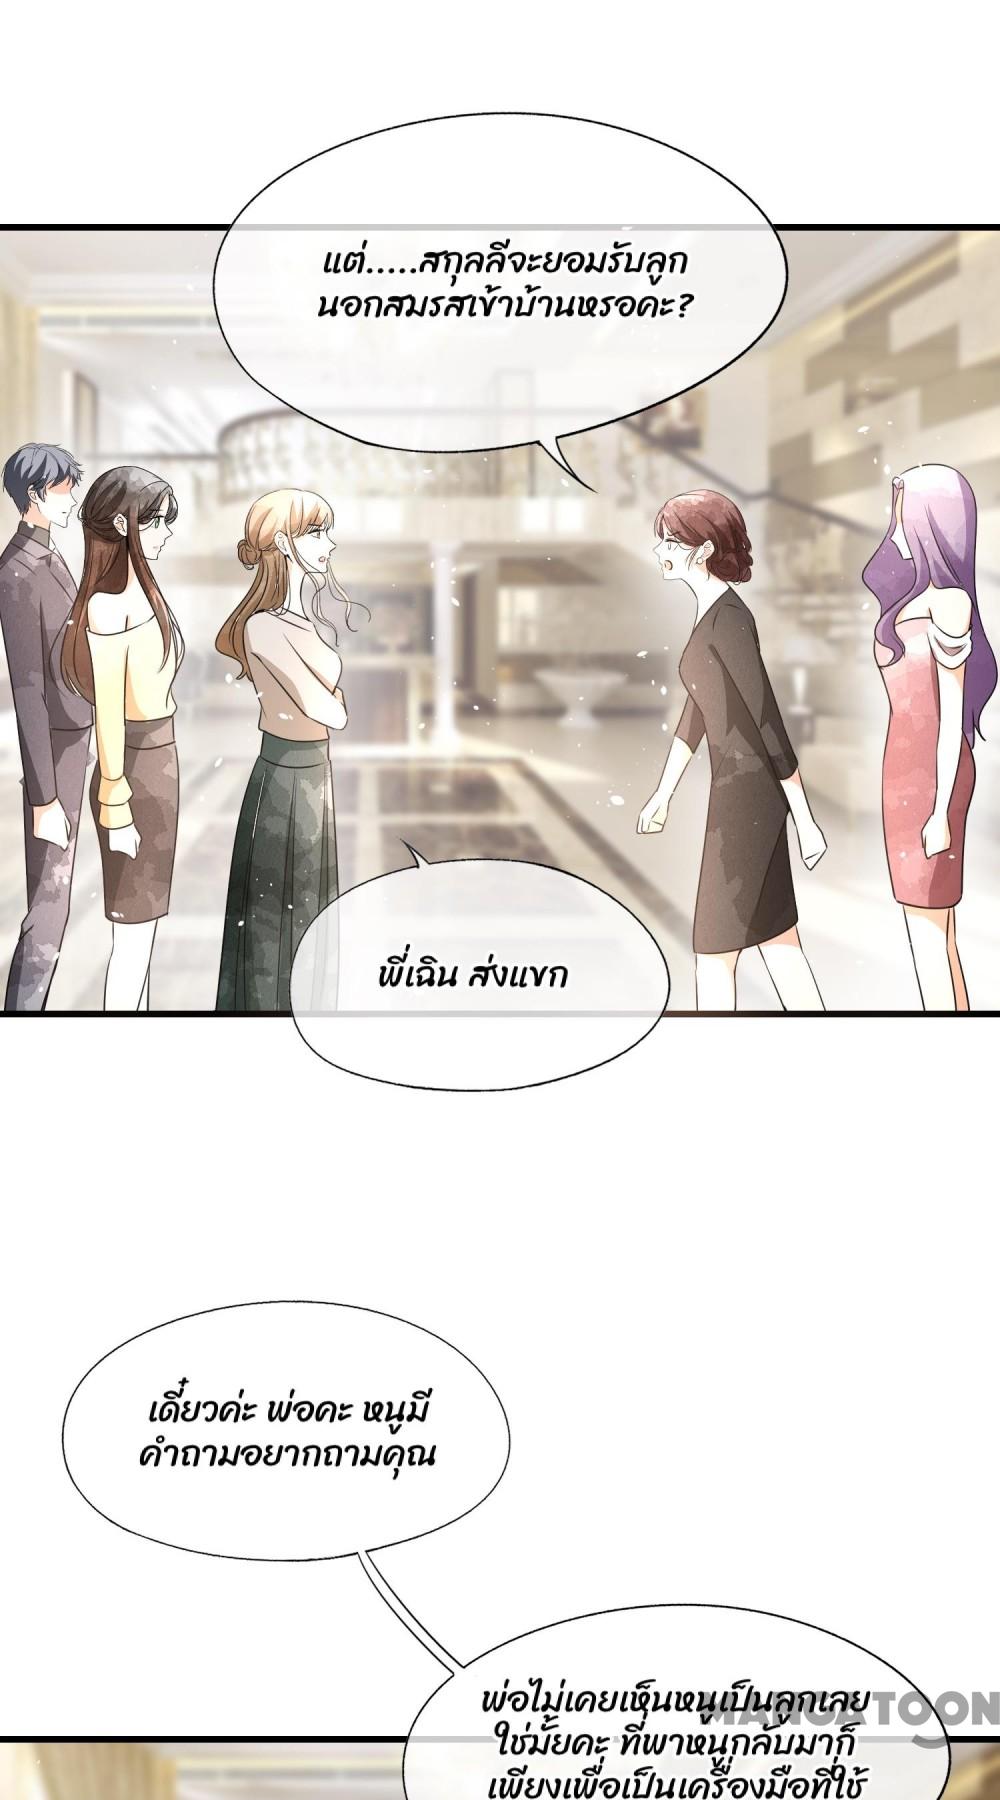 แต่.....สกุลลีจะยอมรับลูก
นอกสมรสเข้าบ้านหรอคะ?
พี่เฉิน ส่งแขก
เดี๋ยวค่ะ พ่อคะ หนูมี
คำถามอยากถามคุณ
พ่อไม่เคยเห็นหนูเป็นลูกเลย
MANGATOON
ใช่มั้ยคะ ที่พาหนูกลับมาก็
เพียงเพื่อเป็นเครื่องมือที่ใช้